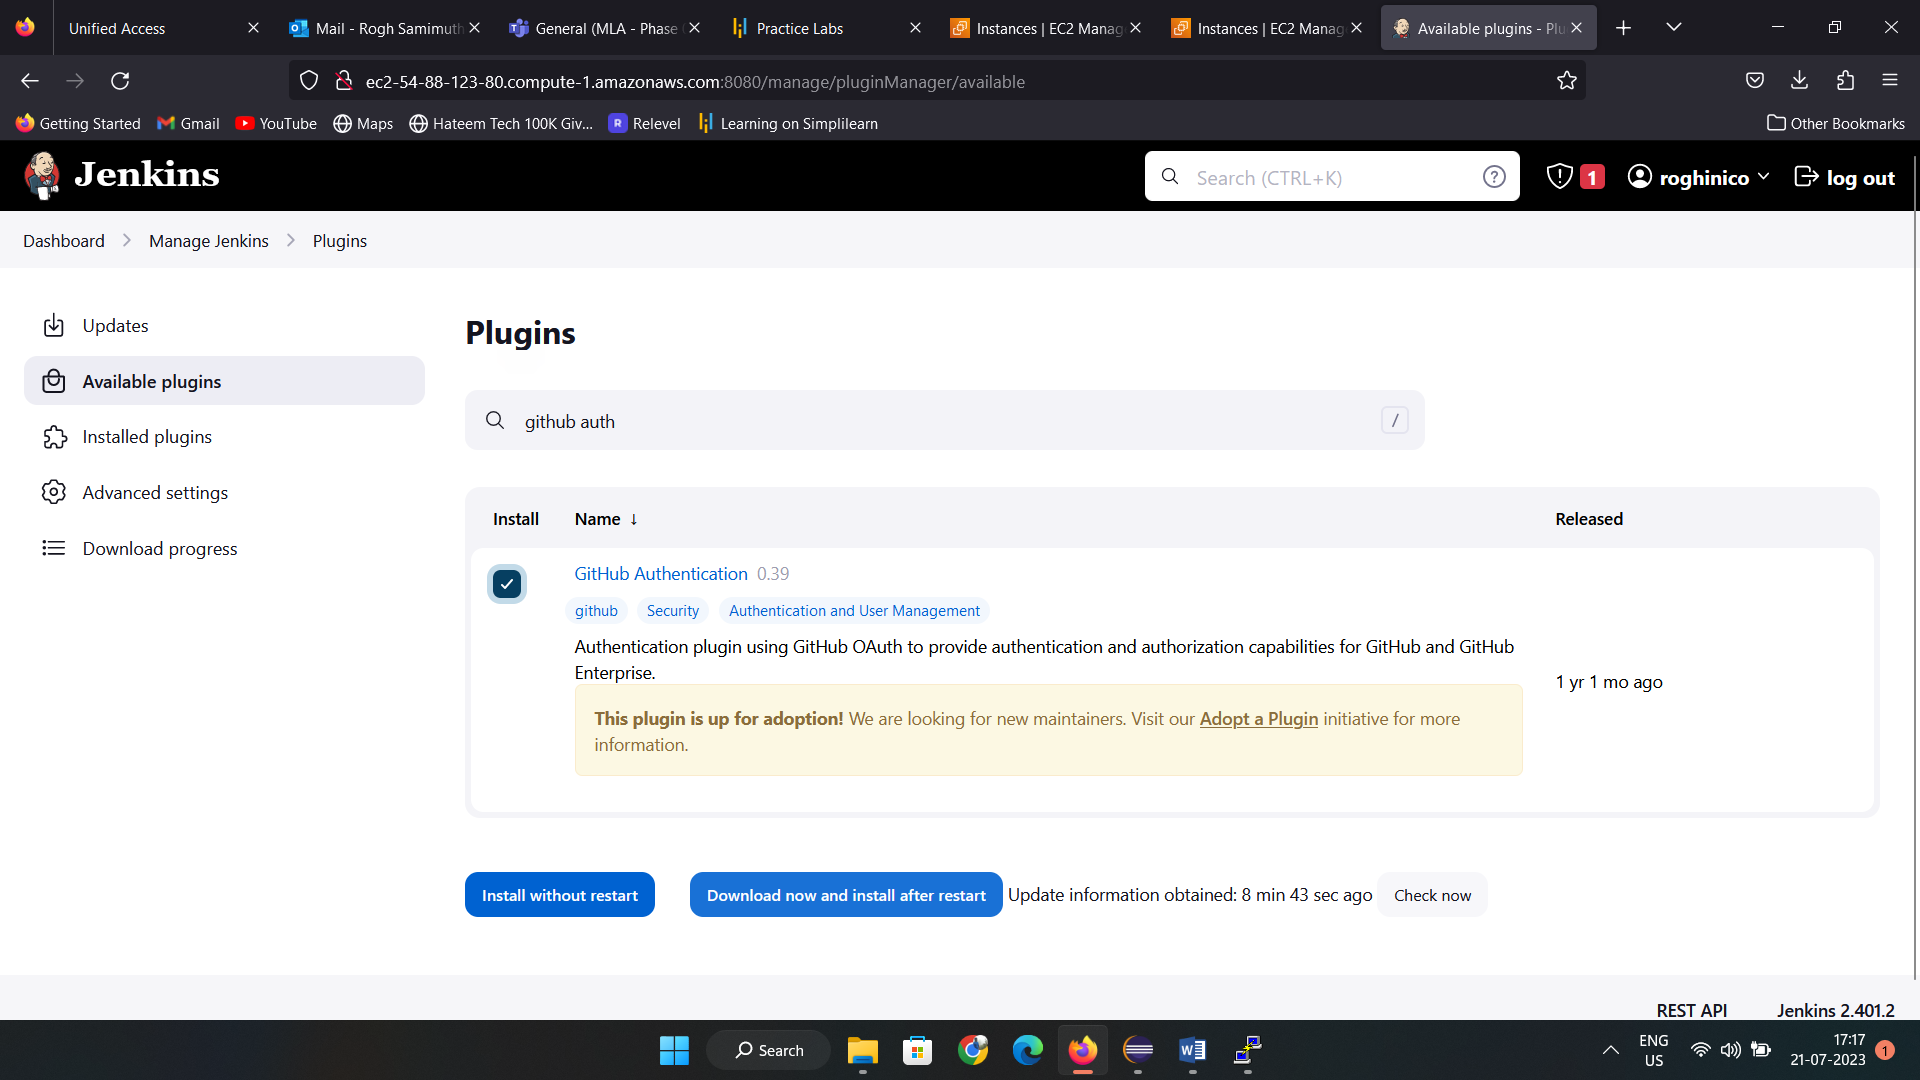 Unified Access
Mail - Rogh Samimuth
General (MLA - Phase
Practice Labs
Instances | EC2 Manag
Instances | EC2 Manag
Available plugins - Plu
ec2-54-88-123-80.compute-1.amazonaws.com:8080/manage/pluginManager/available
Getting Started
Gmail
YouTube
Maps
Hateem Tech 100K Giv...
R
Relevel
Learning on Simplilearn
Other Bookmarks
Jenkins
Search (CTRL+K)
?
1
roghinico
log out
Dashboard
Manage Jenkins
Plugins
Updates
Available plugins
Installed plugins
Advanced settings
Download progress
Plugins
github auth
/
Install
Name ↓
Released
GitHub Authentication 0.39
github
Security
Authentication and User Management
Authentication plugin using GitHub OAuth to provide authentication and authorization capabilities for GitHub and GitHub
Enterprise.
1 yr 1 mo ago
This plugin is up for adoption! We are looking for new maintainers. Visit our Adopt a Plugin initiative for more
information.
Install without restart
Download now and install after restart
Update information obtained: 8 min 43 sec ago
Check now
REST API
Jenkins 2.401.2
Search
W
ENG
US
17:17
21-07-2023
1